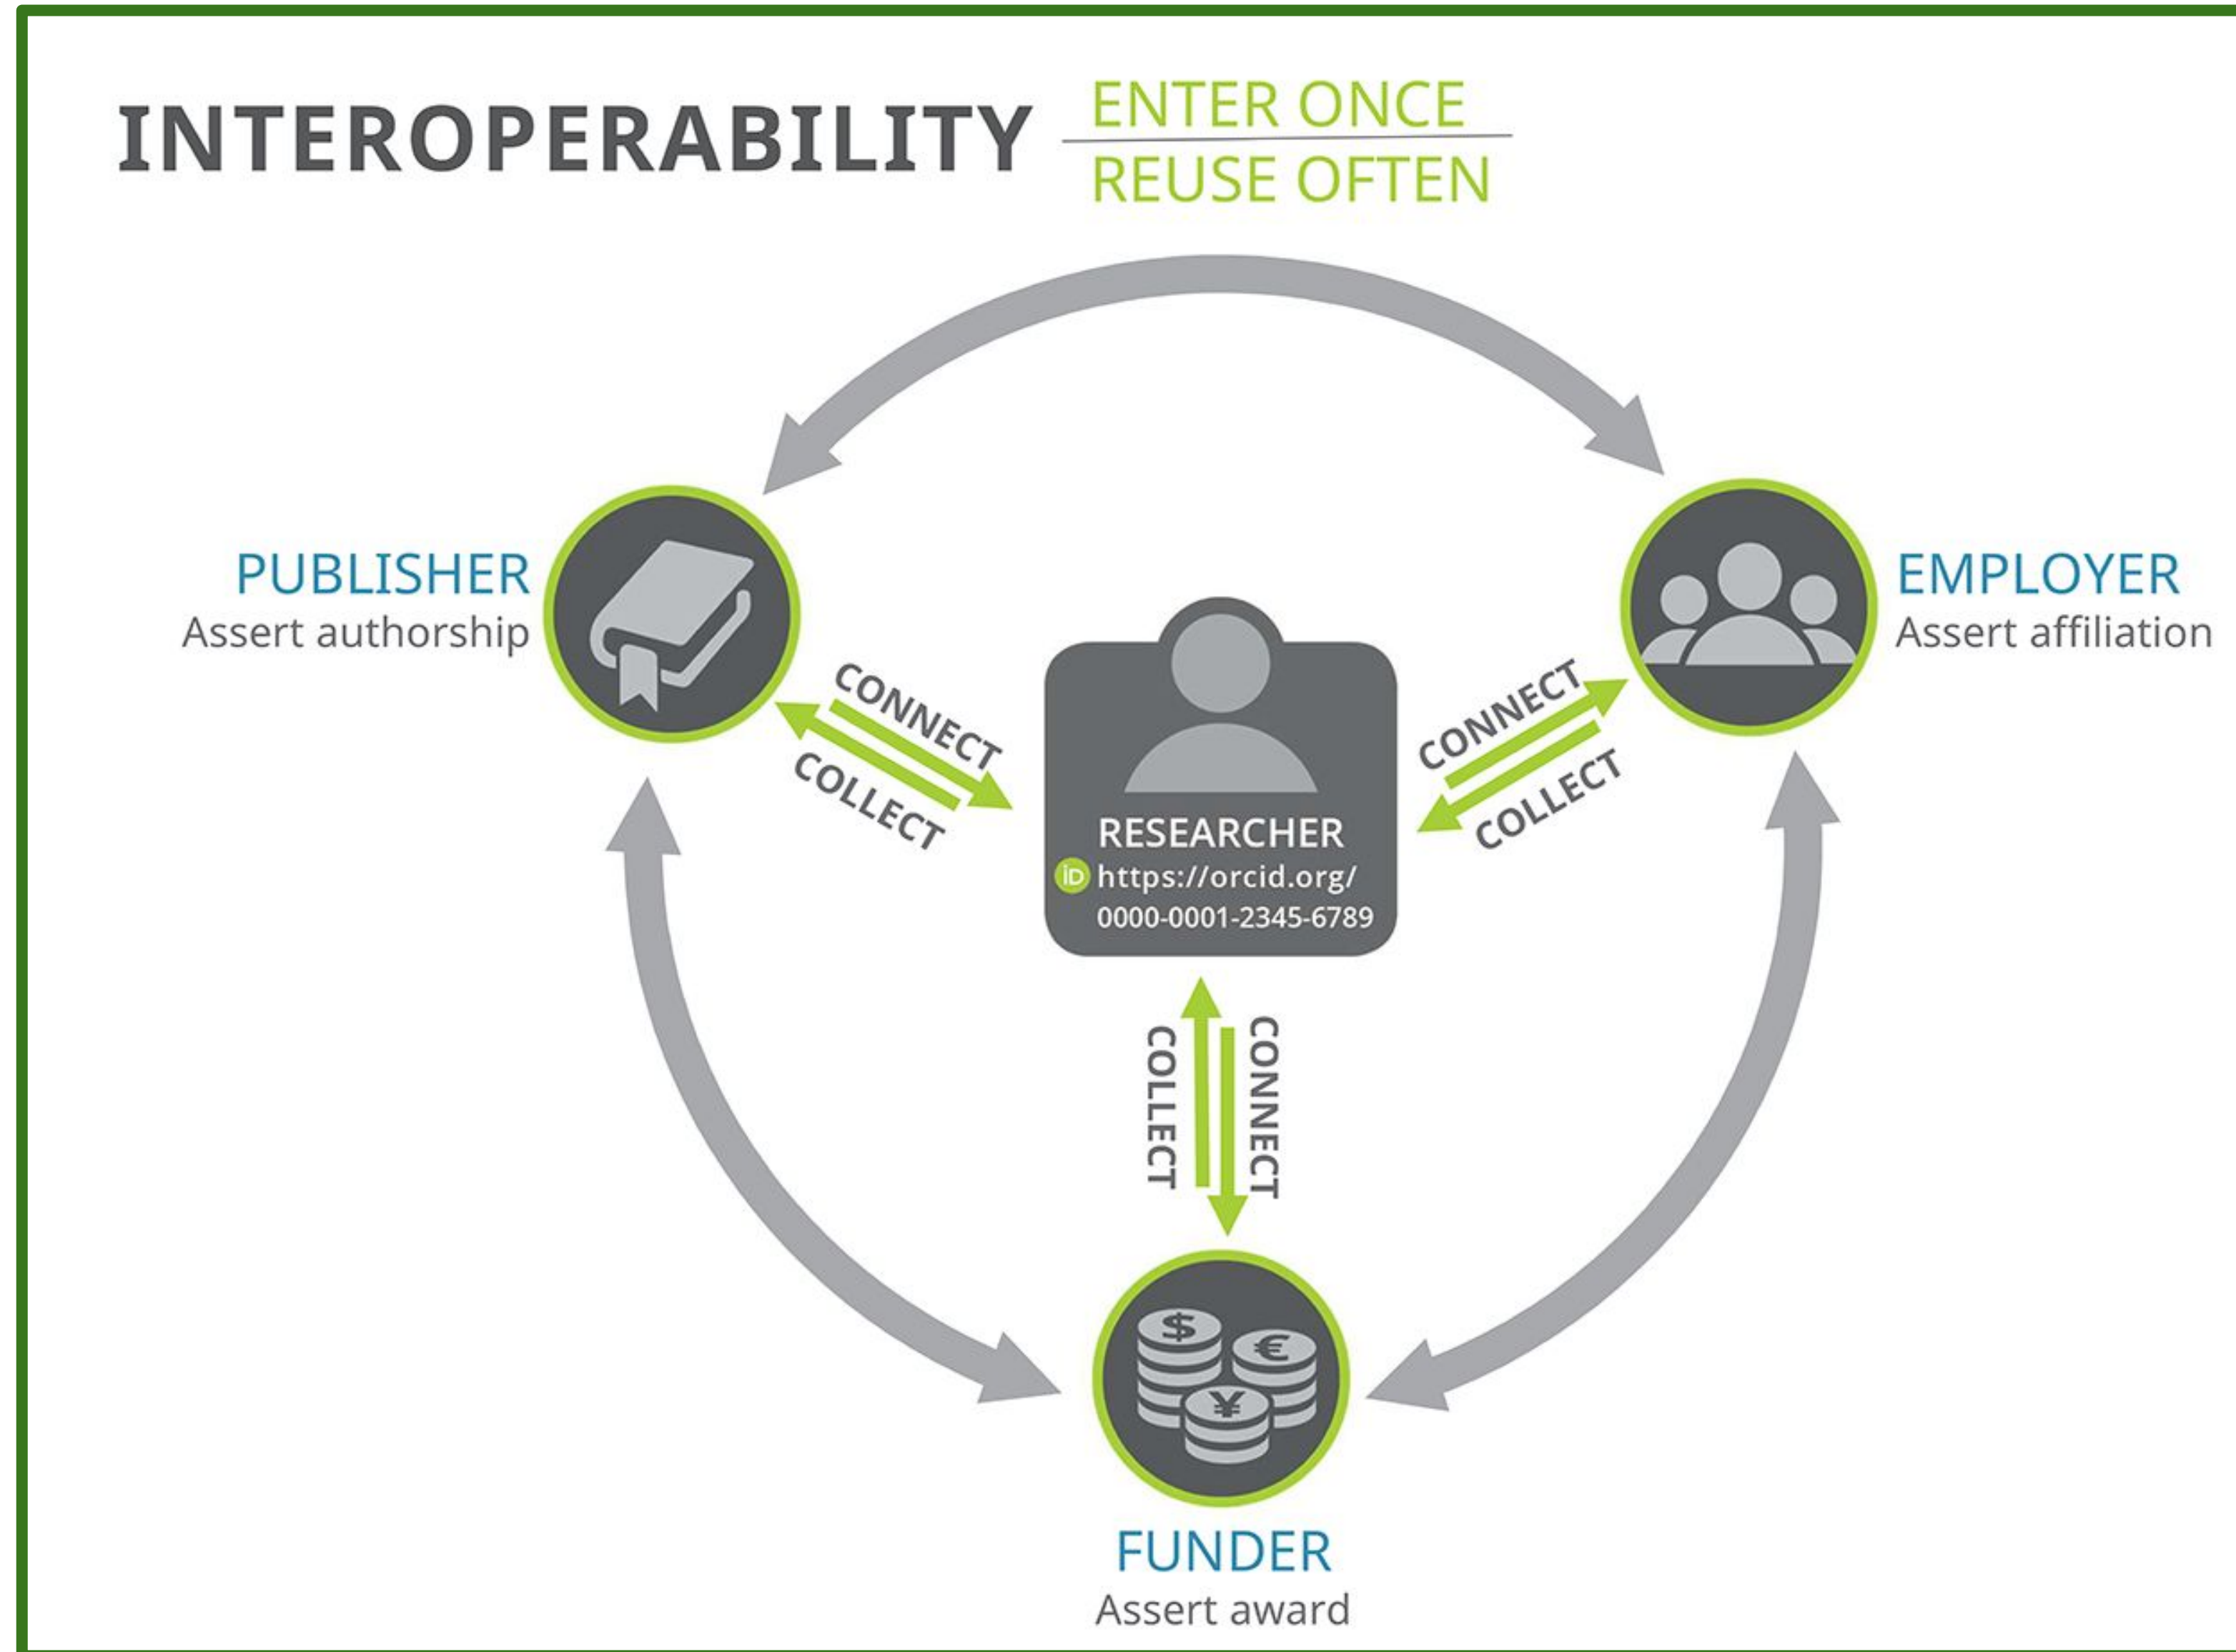 INTEROPERABILITY
ENTER ONCE
REUSE OFTEN
PUBLISHER
Assert authorship
EMPLOYER
Assert affiliation
CONNECT
COLLECT
CONNECT
COLLECT
RESEARCHER
iD https://orcid.org/
0000-0001-2345-6789
COLLECT
CONNECT
$
€
¥
FUNDER
Assert award